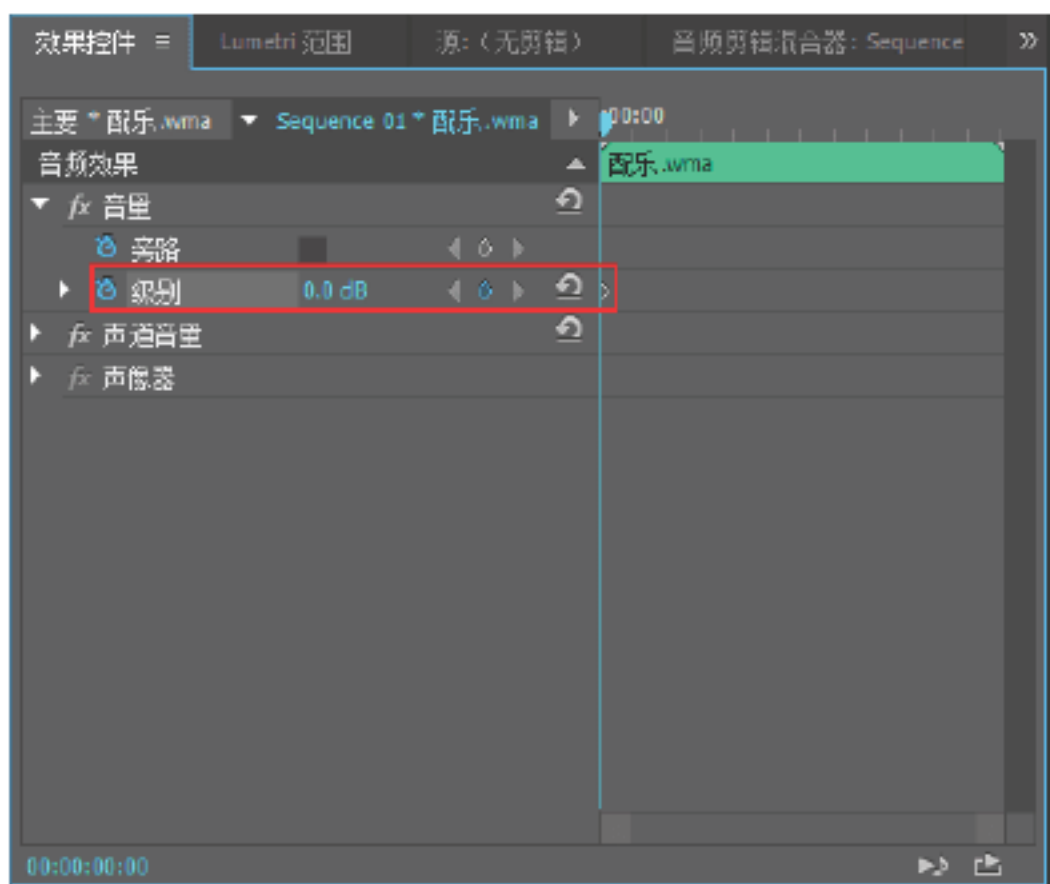 效果控件 ≡ Lumetri 范围 源:（无剪辑） 音频剪辑混合器: Sequence »
主要 * 配乐.wma Sequence 01 * 配乐.wma 00:00
音频效果 配乐.wma
fx 音量
旁路
级别 0.0 dB
fx 声道音量
fx 声像器
00:00:00:00